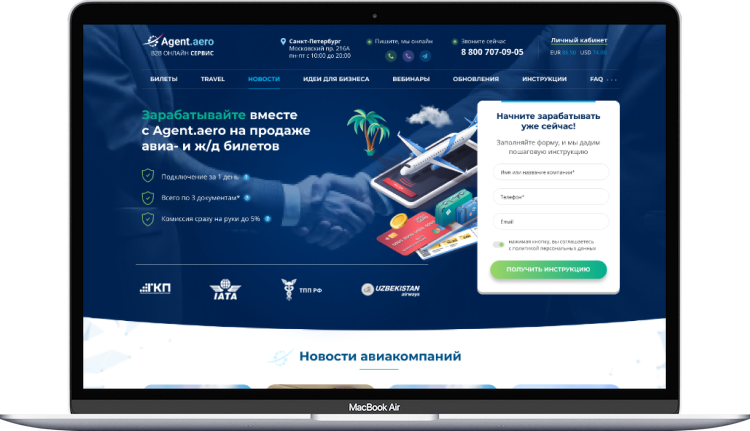 Agent.aero
B2B ОНЛАЙН СЕРВИС
Санкт-Петербург
Московский пр. 216А
пн-пт с 10:00 до 20:00
Пишите, мы онлайн
Звоните сейчас
8 800 707-09-05
Личный кабинет
EUR
USD
БИЛЕТЫ
TRAVEL
НОВОСТИ
ИДЕИ ДЛЯ БИЗНЕСА
ВЕБИНАРЫ
ОБНОВЛЕНИЯ
ИНСТРУКЦИИ
FAQ
Зарабатывайте вместе
с Agent.aero на продаже
авиа- и ж/д билетов
Подключение за 1 день
Всего по 3 документам*
Комиссия сразу на руки до 5%
Начните зарабатывать
уже сейчас!
Заполняйте форму, и мы дадим
пошаговую инструкцию
Имя или название компании*
Телефон*
Email
нажимая кнопку, вы соглашаетесь
с политикой персональных данных
ПОЛУЧИТЬ ИНСТРУКЦИЮ
ТКП
IATA
ТПП РФ
UZBEKISTAN
airways
Новости авиакомпаний
MacBook Air